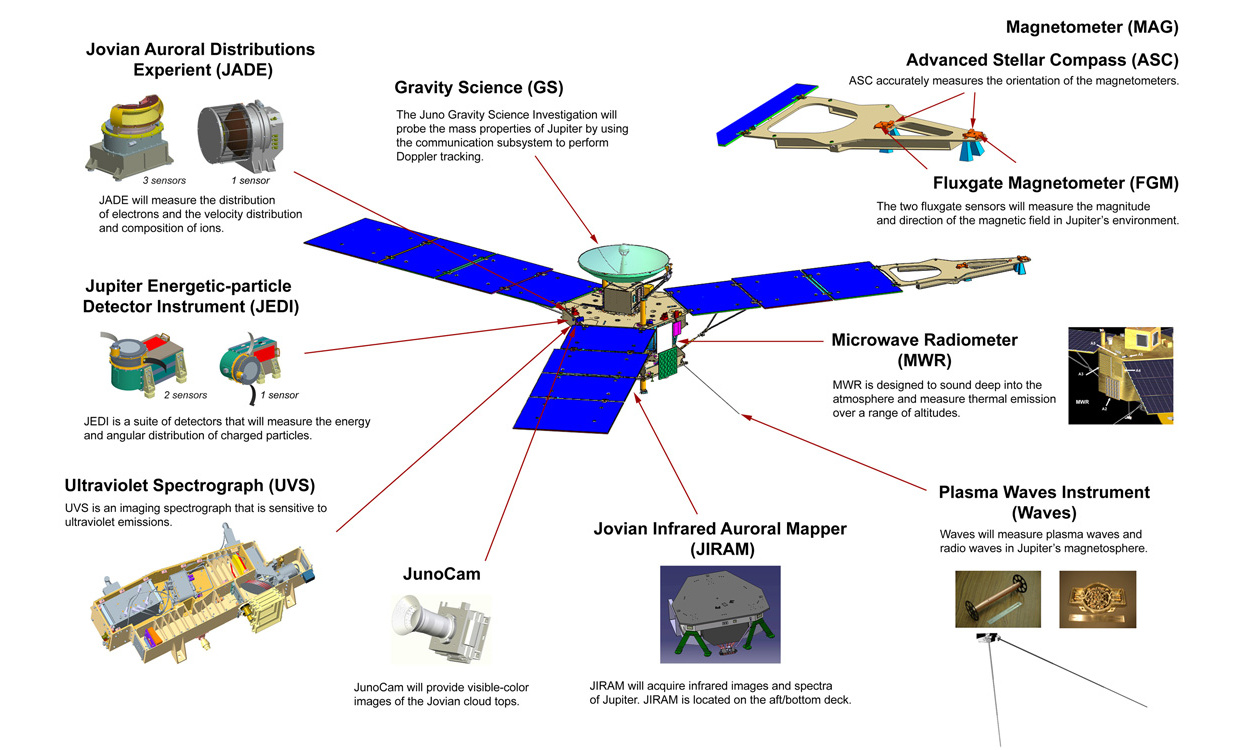 Jovian Auroral Distributions
Experient (JADE)
3 sensors
1 sensor
JADE will measure the distribution
of electrons and the velocity distribution
and composition of ions.
Gravity Science (GS)
The Juno Gravity Science Investigation will
probe the mass properties of Jupiter by using
the communication subsystem to perform
Doppler tracking.
Magnetometer (MAG)
Advanced Stellar Compass (ASC)
ASC accurately measures the orientation of the magnetometers.
Fluxgate Magnetometer (FGM)
The two fluxgate sensors will measure the magnitude
and direction of the magnetic field in Jupiter's environment.
Jupiter Energetic-particle
Detector Instrument (JEDI)
2 sensors
1 sensor
JEDI is a suite of detectors that will measure the energy
and angular distribution of charged particles.
Microwave Radiometer
(MWR)
MWR is designed to sound deep into the
atmosphere and measure thermal emission
over a range of altitudes.
MWR
A3
A4
A2
Ultraviolet Spectrograph (UVS)
UVS is an imaging spectrograph that is sensitive to
ultraviolet emissions.
JunoCam
JunoCam will provide visible-color
images of the Jovian cloud tops.
Jovian Infrared Auroral Mapper
(JIRAM)
JIRAM will acquire infrared images and spectra
of Jupiter. JIRAM is located on the aft/bottom deck.
Plasma Waves Instrument
(Waves)
Waves will measure plasma waves and
radio waves in Jupiter's magnetosphere.